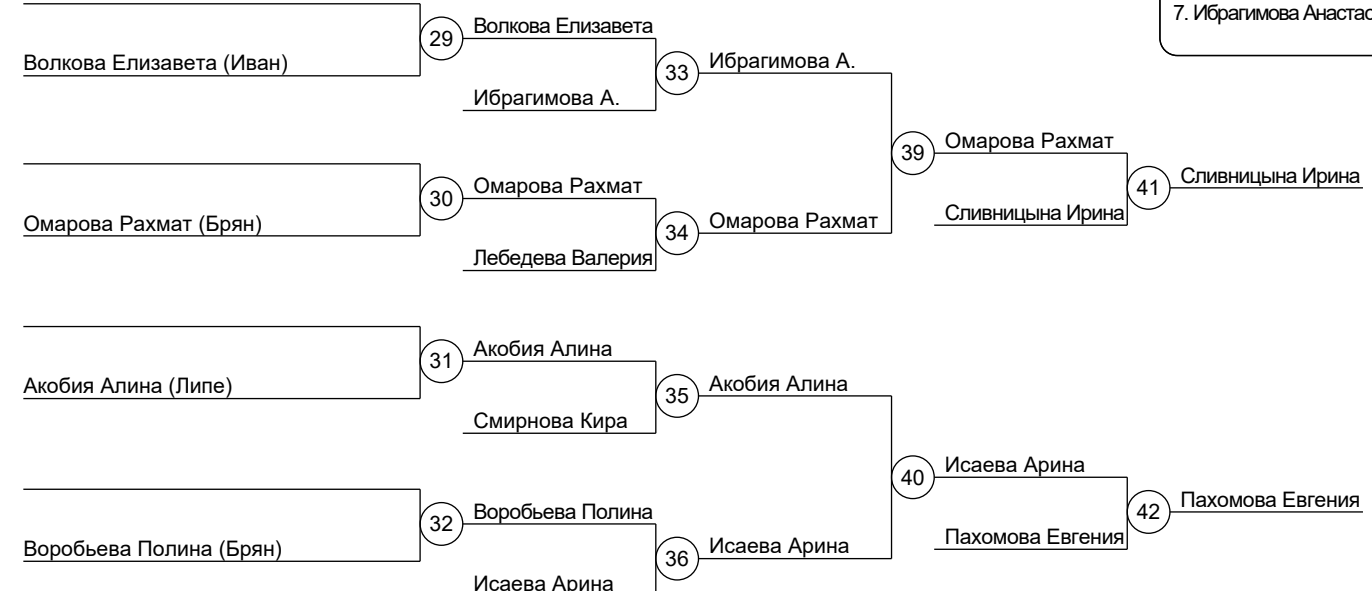 7. Ибрагимова
Волкова Елизавета
29
Волкова Елизавета (Иван)
Ибрагимова А.
33
Ибрагимова А.
Омарова Рахмат
39
Сливницына Ирина
41
Омарова Рахмат
30
Сливницына Ирина
Омарова Рахмат (Брян)
Омарова Рахмат
34
Лебедева Валерия
Акобия Алина
31
Акобия Алина (Липе)
Акобия Алина
35
Смирнова Кира
Исаева Арина
40
Пахомова Евгения
42
Воробьева Полина
32
Пахомова Евгения
Воробьева Полина (Брян)
Исаева Арина
36
Исаева Арина